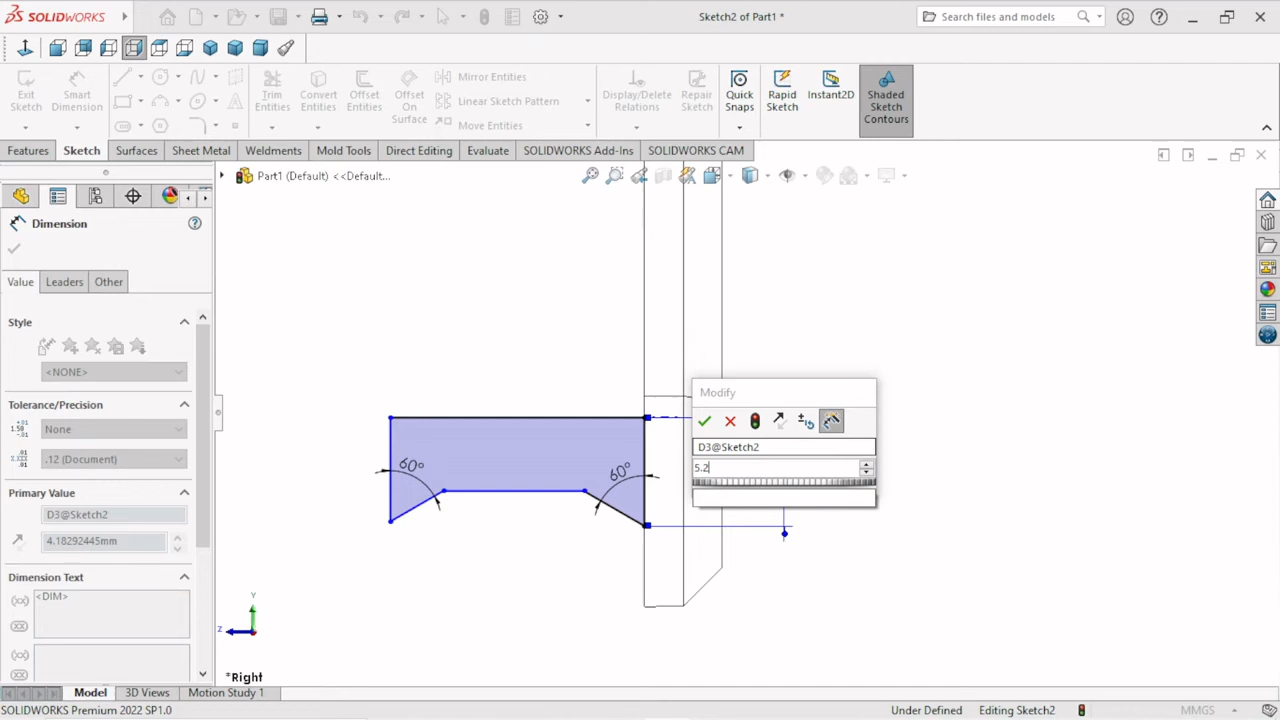 SOLIDWORKS
Sketch2 of Part1 *
Search files and models
Exit Sketch
Smart Dimension
Trim Entities
Convert Entities
Offset Entities
Offset On Surface
Mirror Entities
Linear Sketch Pattern
Move Entities
Display/Delete Relations
Repair Sketch
Quick Snaps
Rapid Sketch
Instant2D
Shaded Sketch Contours
Features Sketch Surfaces Sheet Metal Weldments Mold Tools Direct Editing Evaluate SOLIDWORKS Add-Ins SOLIDWORKS CAM
Part1 (Default) <<Default...
Dimension
Value Leaders Other
Style
<NONE>
Tolerance/Precision
None
.12 (Document)
Primary Value
D3@Sketch2
4.18292445mm
Dimension Text
<DIM>
Modify
D3@Sketch2
5.2
60°
60°
Y
Z
*Right
Model 3D Views Motion Study 1
SOLIDWORKS Premium 2022 SP1.0
Under Defined Editing Sketch2 MMGS